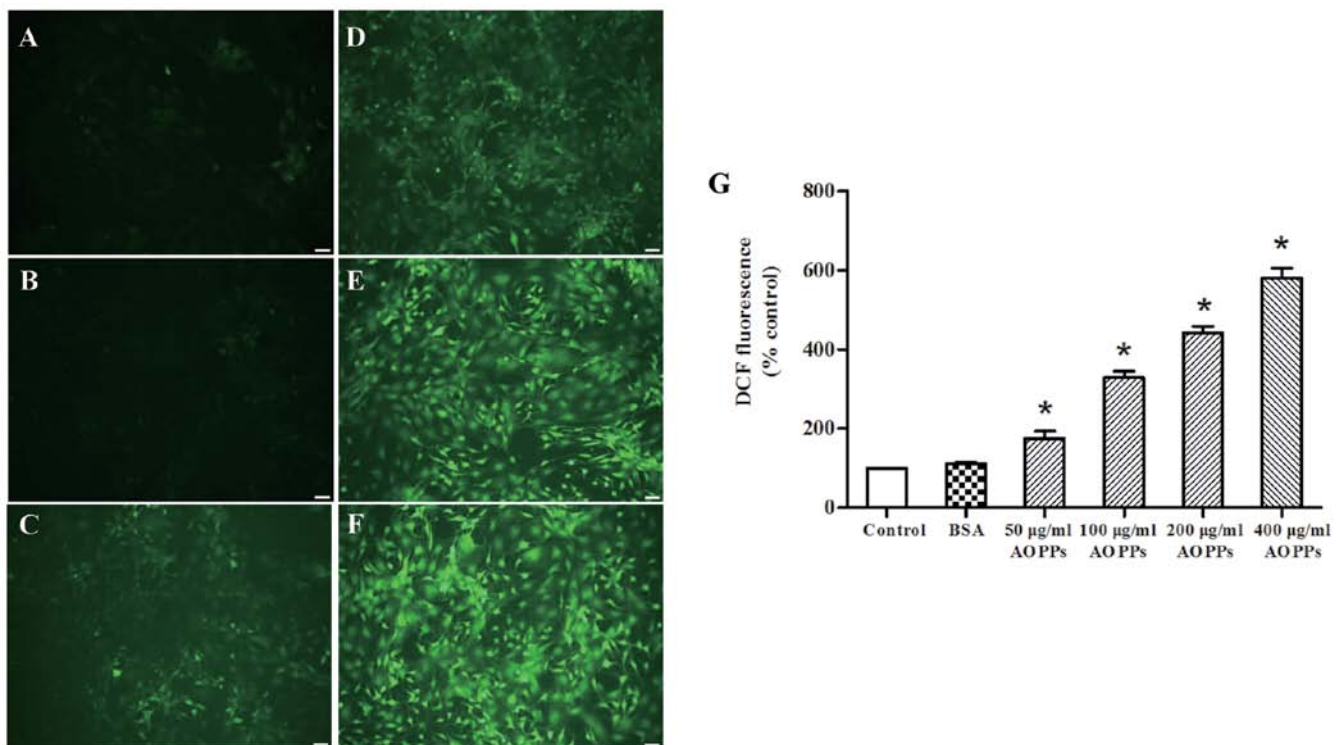 A
D
B
E
C
F
G
DCF fluorescence
(% control)
800
600
400
200
0
*
*
*
*
Control
BSA
50 µg/ml
AOPPs
100 µg/ml
AOPPs
200 µg/ml
AOPPs
400 µg/ml
AOPPs